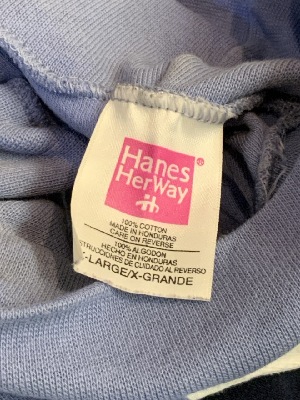 Hanes
HerWay
®
100% COTTON
MADE IN HONDURAS
CARE ON REVERSE
100% ALGODON
HECHO EN HONDURAS
STRUCCIONES DE CUIDADO AL REVERSO
-LARGE/X-GRANDE